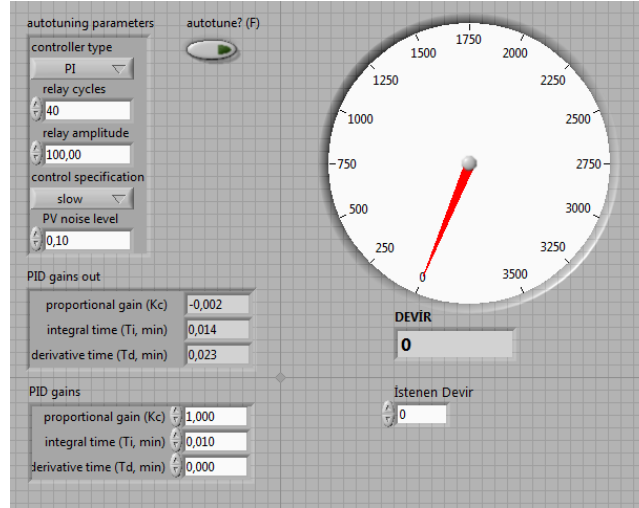 autotuning parameters
autotune? (F)
controller type
PI
relay cycles
40
relay amplitude
100,00
control specification
slow
PV noise level
0,10
PID gains out
proportional gain (Kc) -0,002
integral time (Ti, min) 0,014
derivative time (Td, min) 0,023
PID gains
proportional gain (Kc) 1,000
integral time (Ti, min) 0,010
derivative time (Td, min) 0,000
0
250
500
750
1000
1250
1500
1750
2000
2250
2500
2750
3000
3250
3500
DEVİR
0
İstenen Devir
0